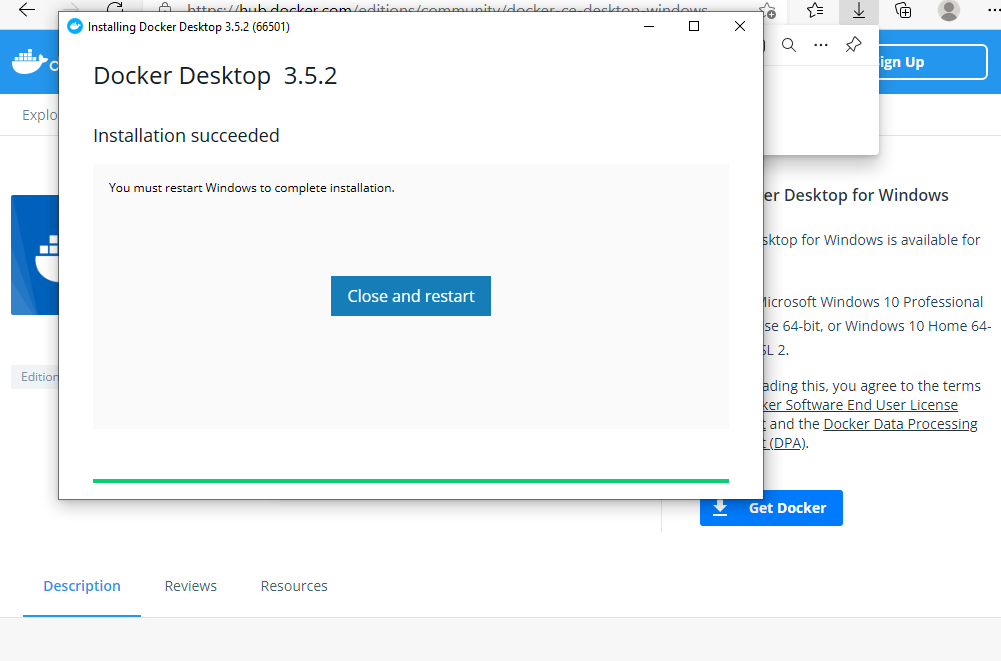 https://hub.docker.com/editions/community/docker-ce-desktop-windows
Installing Docker Desktop 3.5.2 (66501)
Docker Desktop 3.5.2
Installation succeeded
You must restart Windows to complete installation.
Close and restart
ign Up
Explo
er Desktop for Windows
sktop for Windows is available for
Microsoft Windows 10 Professional
se 64-bit, or Windows 10 Home 64-
SL 2.
Edition
ading this, you agree to the terms
ker Software End User License
and the Docker Data Processing
(DPA).
Get Docker
Description Reviews Resources